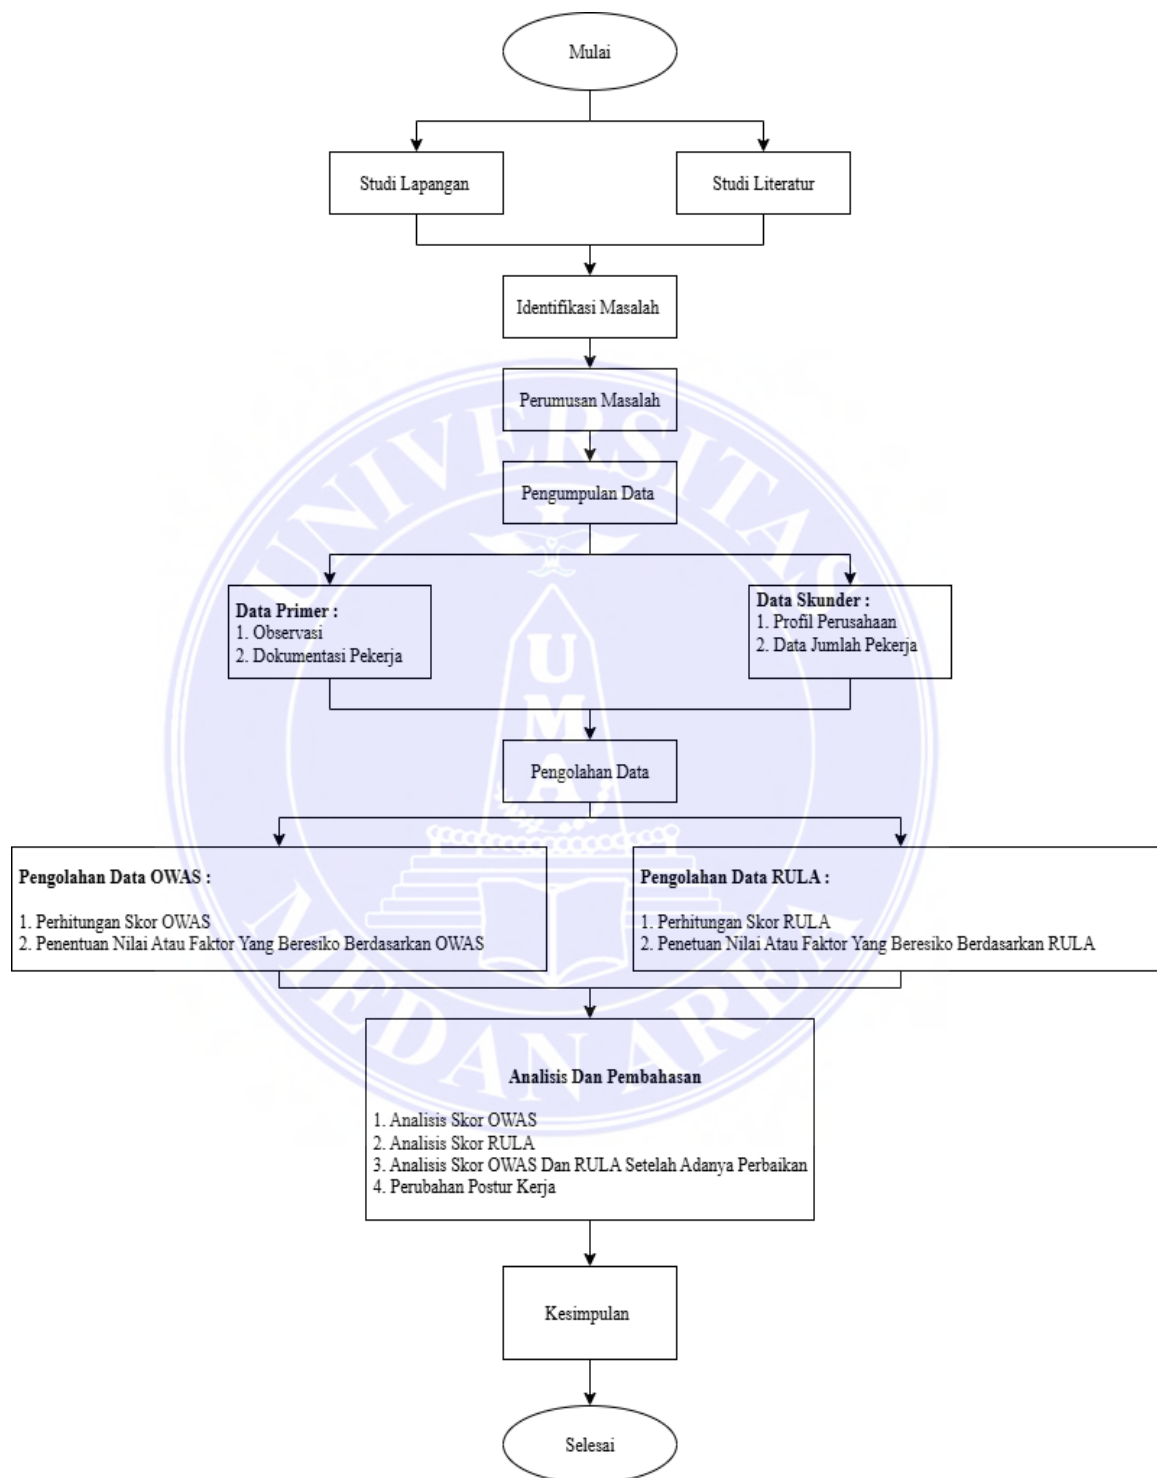 Mulai
Studi Lapangan
Studi Literatur
Identifikasi Masalah
Perumusan Masalah
Pengumpulan Data
Data Primer :
1. Observasi
2. Dokumentasi Pekerja
Data Skunder :
1. Profil Perusahaan
2. Data Jumlah Pekerja
Pengolahan Data
Pengolahan Data OWAS :
1. Perhitungan Skor OWAS
2. Penentuan Nilai Atau Faktor Yang Beresiko Berdasarkan OWAS
Pengolahan Data RULA :
1. Perhitungan Skor RULA
2. Penetuan Nilai Atau Faktor Yang Beresiko Berdasarkan RULA
Analisis Dan Pembahasan
1. Analisis Skor OWAS
2. Analisis Skor RULA
3. Analisis Skor OWAS Dan RULA Setelah Adanya Perbaikan
4. Perubahan Postur Kerja
Kesimpulan
Selesai
UNIVERSITAS
UMA
MEDAN AREA